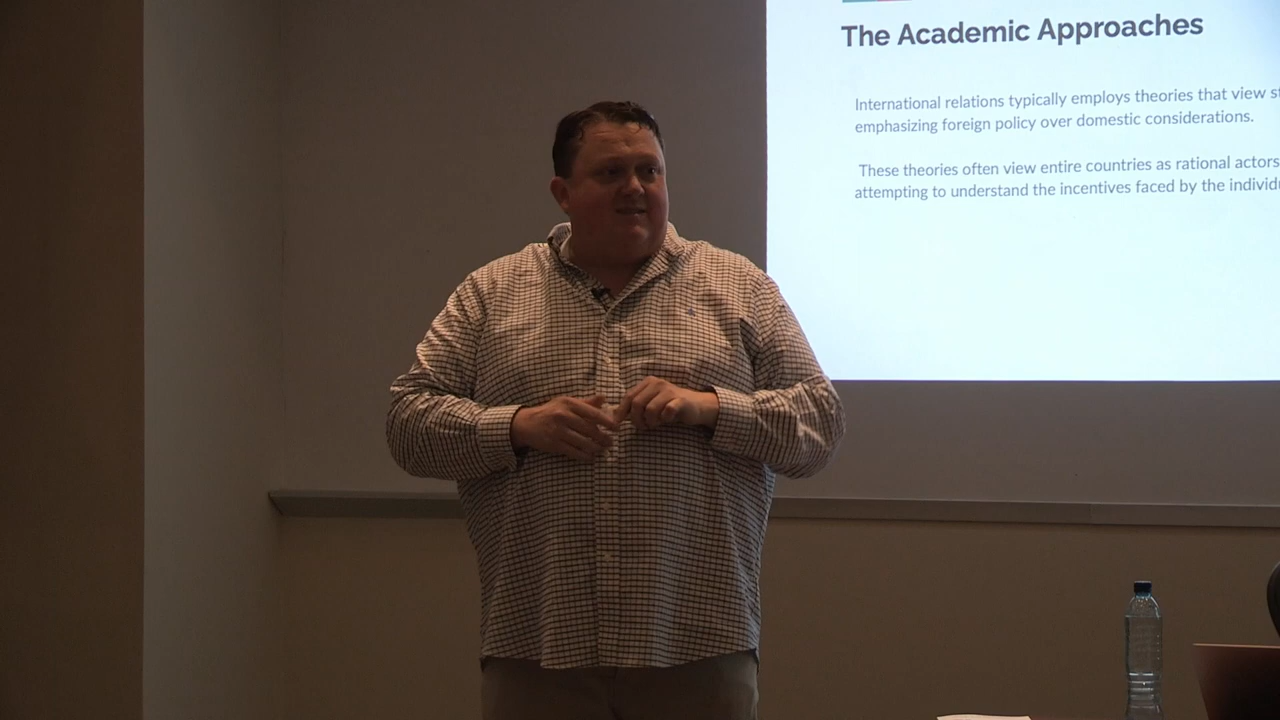 The Academic Approaches
International relations typically employs theories that view
emphasizing foreign policy over domestic considerations.
These theories often view entire countries as rational actors
attempting to understand the incentives faced by the